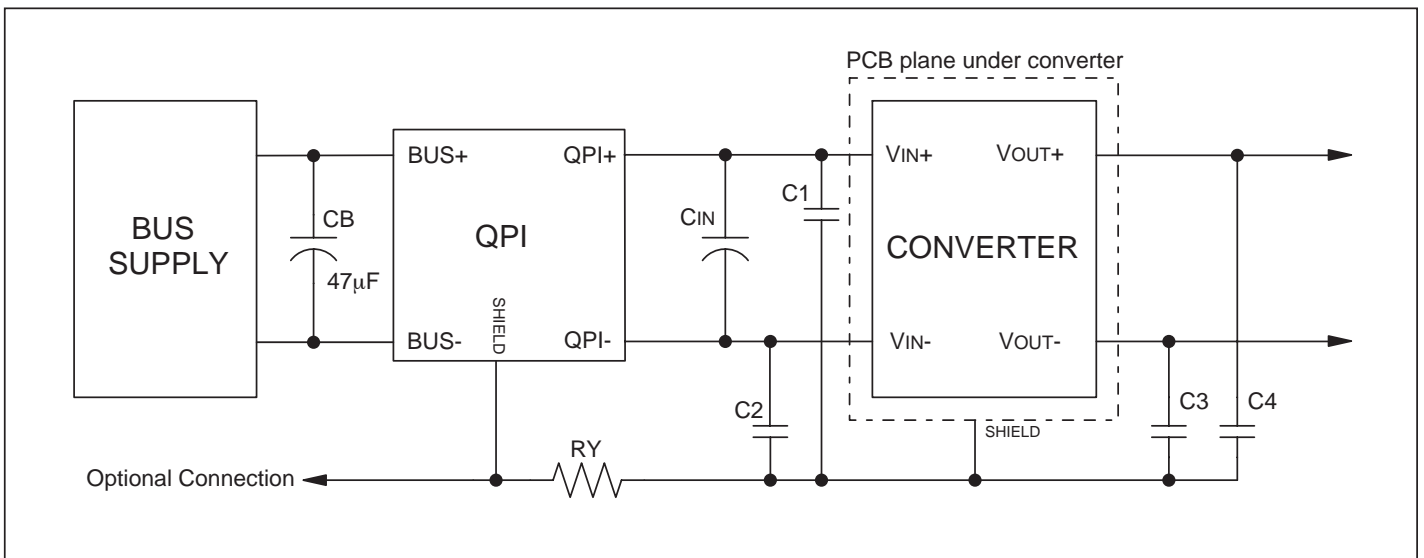 PCB plane under converter
BUS
SUPPLY
CB
47μF
BUS+
BUS-
QPI
SHIELD
QPI+
QPI-
CIN
C1
C2
VIN+
VIN-
CONVERTER
VOUT+
VOUT-
SHIELD
C3
C4
RY
Optional Connection